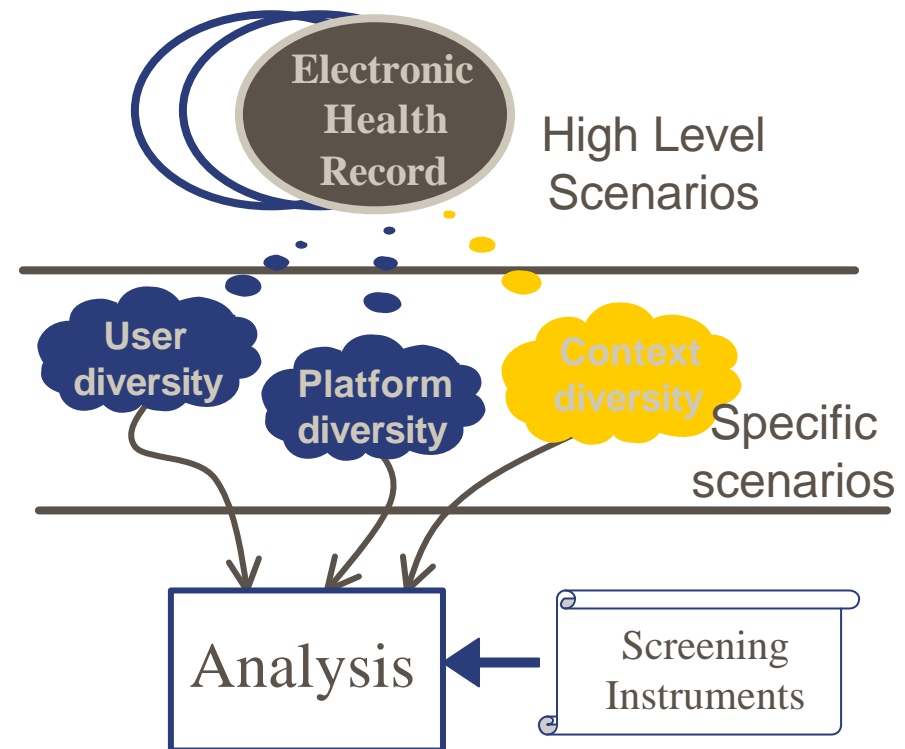 Electronic
Health
Record
High Level
Scenarios
User
diversity
Platform
diversity
Context
diversity
Specific
scenarios
Analysis
Screening
Instruments